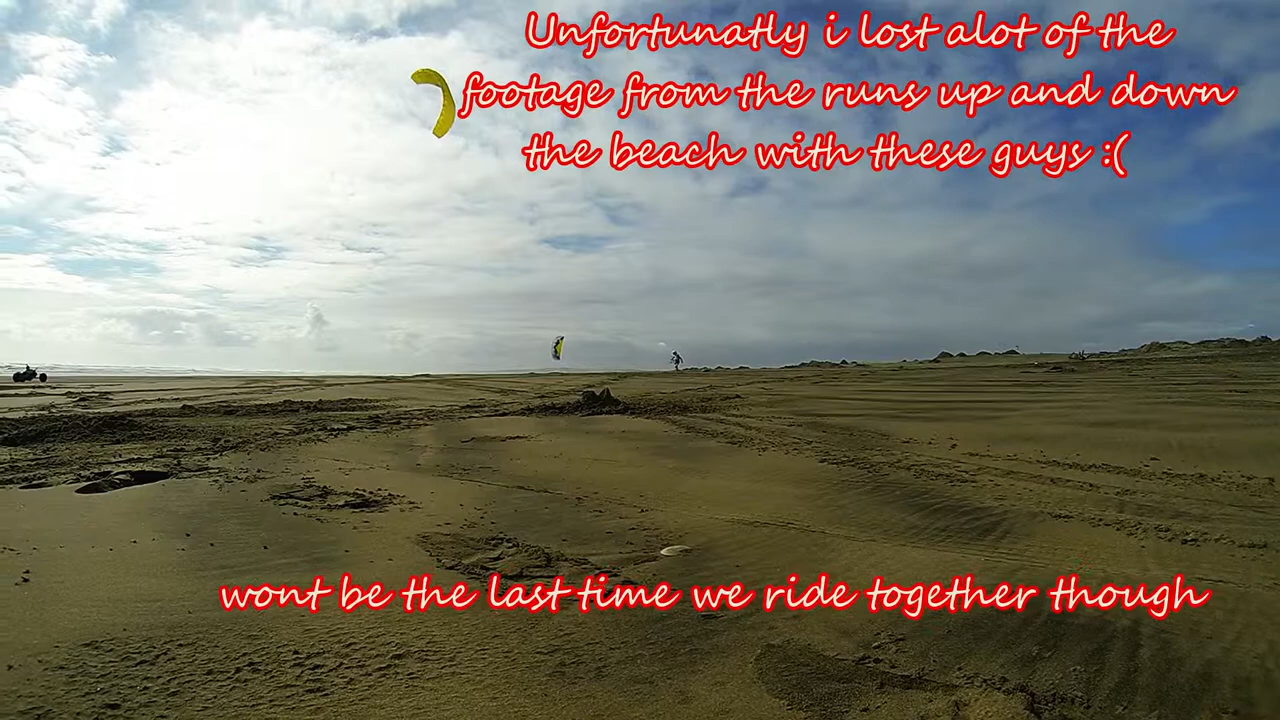 Unfortunatly i lost alot of the
footage from the runs up and down
the beach with these guys :(
wont be the last time we ride together though